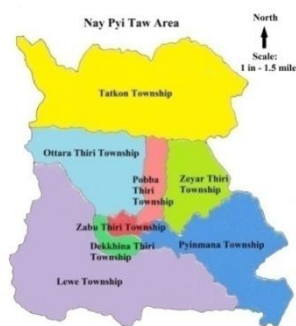 Nay Pyi Taw Area
North
Scale:
1 in - 1.5 mile
Tatkon Township
Ottara Thiri Township
Pobba
Thiri
Township
Zeyar Thiri
Township
Zabu Thiri Township
Dekkhina Thiri
Township
Pyinmana Township
Lewe Township